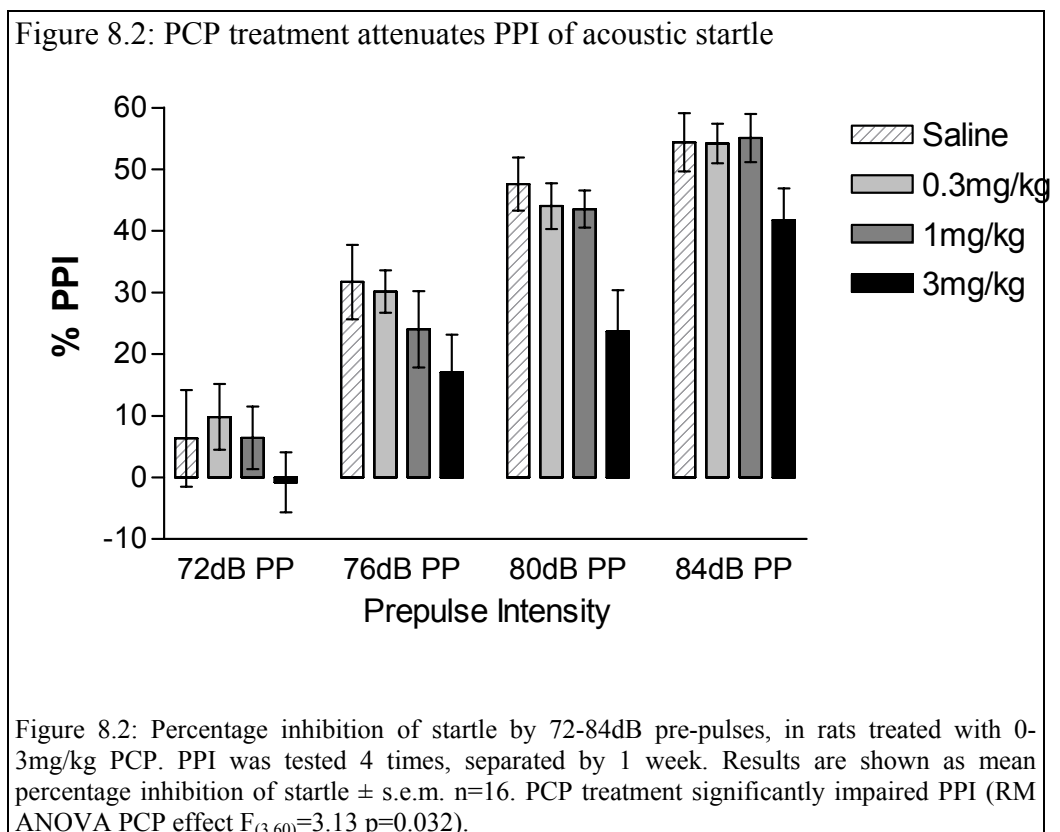 Figure 8.2: PCP treatment attenuates PPI of acoustic startle
60
50
40
30
20
10
0
-10
% PPI
Saline
0.3mg/kg
1mg/kg
3mg/kg
72dB PP
76dB PP
80dB PP
84dB PP
Prepulse Intensity
Figure 8.2: Percentage inhibition of startle by 72-84dB pre-pulses, in rats treated with 0-
3mg/kg PCP. PPI was tested 4 times, separated by 1 week. Results are shown as mean
percentage inhibition of startle ± s.e.m. n=16. PCP treatment significantly impaired PPI (RM
ANOVA PCP effect F(3,60)=3.13 p=0.032).